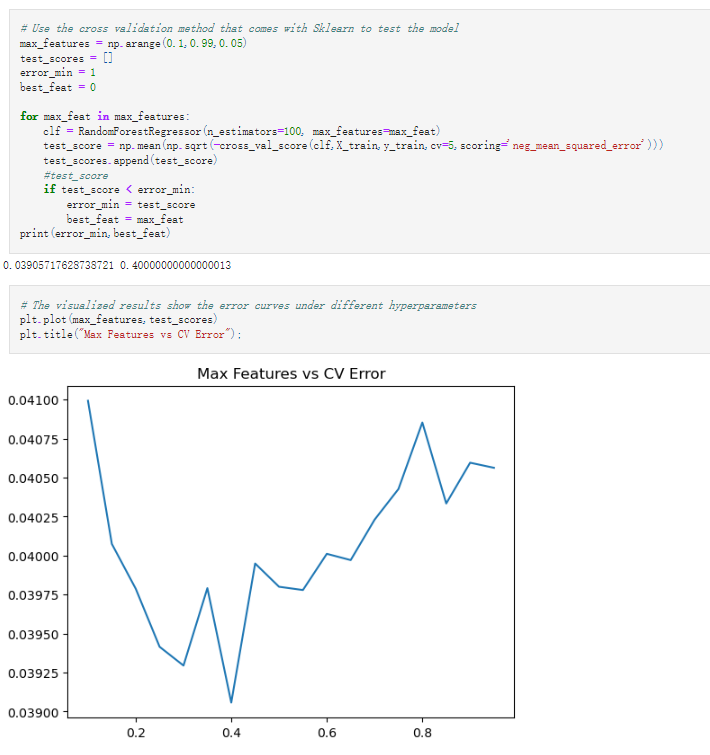 # Use the cross validation method that comes with Sklearn to test the model
max_features = np.arange(0.1,0.99,0.05)
test_scores = []
error_min = 1
best_feat = 0
for max_feat in max_features:
    clf = RandomForestRegressor(n_estimators=100, max_features=max_feat)
    test_score = np.mean(np.sqrt(-cross_val_score(clf,X_train,y_train,cv=5,scoring='neg_mean_squared_error')))
    test_scores.append(test_score)
    #test_score
    if test_score < error_min:
        error_min = test_score
        best_feat = max_feat
print(error_min,best_feat)
0.03905717628738721 0.40000000000000013
# The visualized results show the error curves under different hyperparameters
plt.plot(max_features,test_scores)
plt.title("Max Features vs CV Error");
Max Features vs CV Error
0.04100
0.04075
0.04050
0.04025
0.04000
0.03975
0.03950
0.03925
0.03900
0.2 0.4 0.6 0.8